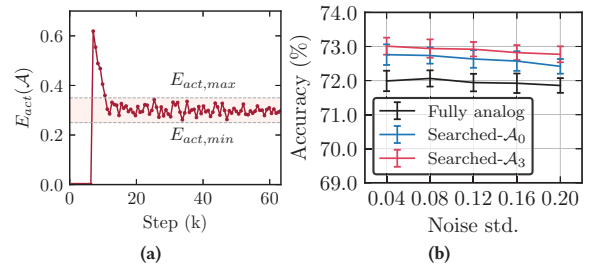 E_act(𝒜)
0.6
0.4
0.2
0.0
E_act,max
E_act,min
0 20 40 60
Step (k)
(a)
Accuracy (%)
73.0
72.0
71.0
70.0
69.0
Fully analog
Searched-𝒜₀
Searched-𝒜₃
0.04 0.08 0.12 0.16 0.20
Noise std.
(b)